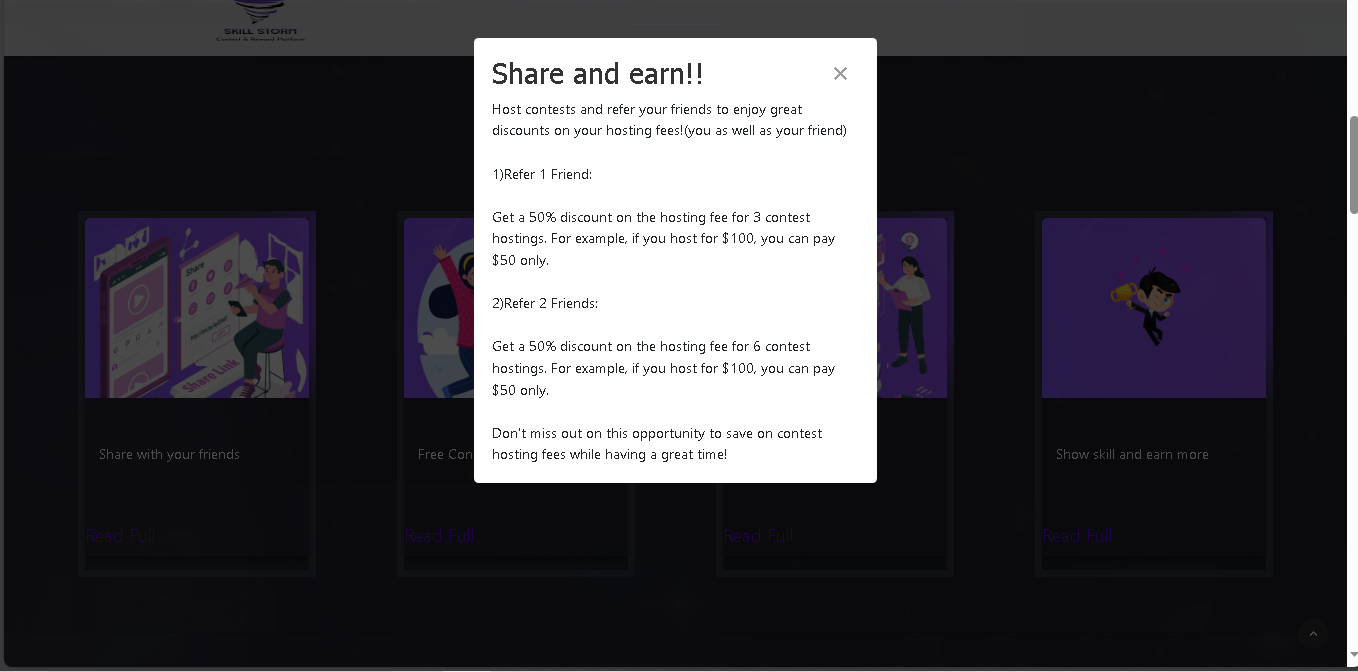 SKILL STORM
Contest & Reward Platform
Share and earn!!
×
Host contests and refer your friends to enjoy great
discounts on your hosting fees!(you as well as your friend)
1)Refer 1 Friend:
Get a 50% discount on the hosting fee for 3 contest
hostings. For example, if you host for $100, you can pay
$50 only.
2)Refer 2 Friends:
Get a 50% discount on the hosting fee for 6 contest
hostings. For example, if you host for $100, you can pay
$50 only.
Don't miss out on this opportunity to save on contest
hosting fees while having a great time!
Share
Share Link
Share with your friends
Free Con
Show skill and earn more
Read Full
Read Full
Read Full
Read Full